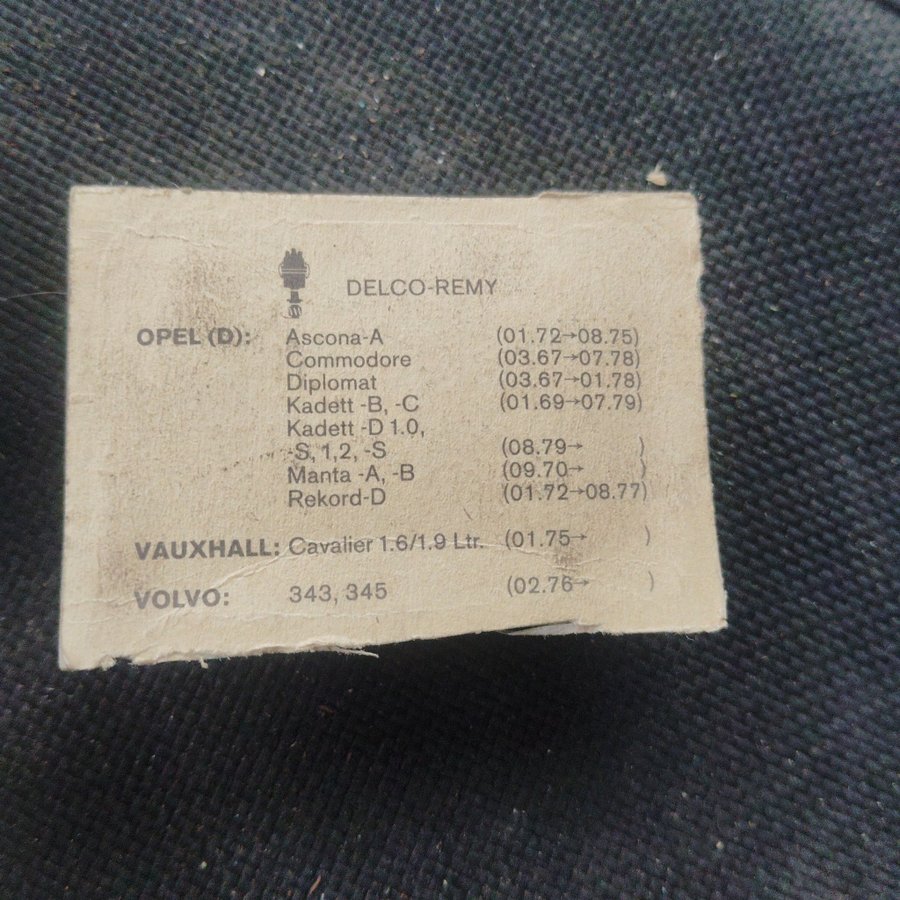 DELCO-REMY
OPEL (D): Ascona-A (01.72→08.75)
Commodore (03.67→07.78)
Diplomat (03.67→01.78)
Kadett -B, -C (01.69→07.79)
Kadett -D 1.0,
-S, 1,2, -S (08.79→ )
Manta -A, -B (09.70→ )
Rekord-D (01.72→08.77)
VAUXHALL: Cavalier 1.6/1.9 Ltr. (01.75→ )
VOLVO: 343, 345 (02.76→ )